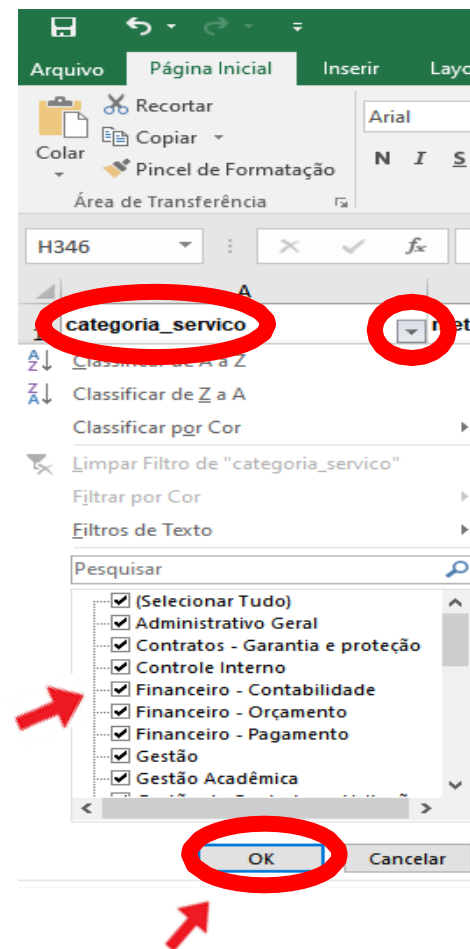 Arquivo Página Inicial Inserir Layo
Recortar
Copiar
Colar
Pincel de Formatação
Arial
N I S
Área de Transferência
H346 fx
A
1 categoria_servico met
Classificar de A a Z
Classificar de Z a A
Classificar por Cor
Limpar Filtro de "categoria_servico"
Filtrar por Cor
Filtros de Texto
Pesquisar
(Selecionar Tudo)
Administrativo Geral
Contratos - Garantia e proteção
Controle Interno
Financeiro - Contabilidade
Financeiro - Orçamento
Financeiro - Pagamento
Gestão
Gestão Acadêmica
OK Cancelar